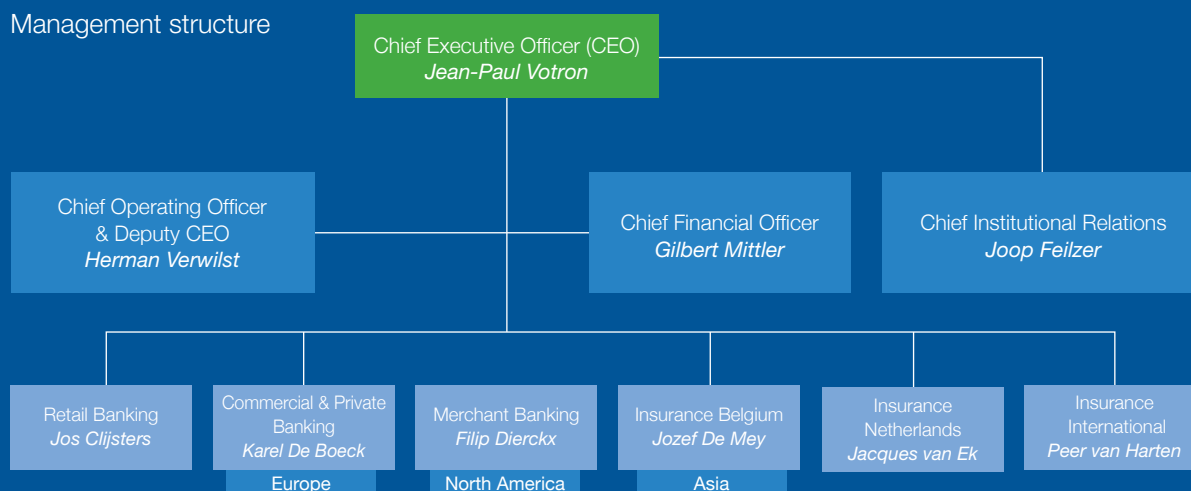 Management structure
Chief Executive Officer (CEO)
Jean-Paul Votron
Chief Operating Officer
& Deputy CEO
Herman Verwilst
Chief Financial Officer
Gilbert Mittler
Chief Institutional Relations
Joop Feilzer
Retail Banking
Jos Clijsters
Commercial & Private
Banking
Karel De Boeck
Merchant Banking
Filip Dierckx
Insurance Belgium
Jozef De Mey
Insurance
Netherlands
Jacques van Ek
Insurance
International
Peer van Harten
Europe
North America
Asia